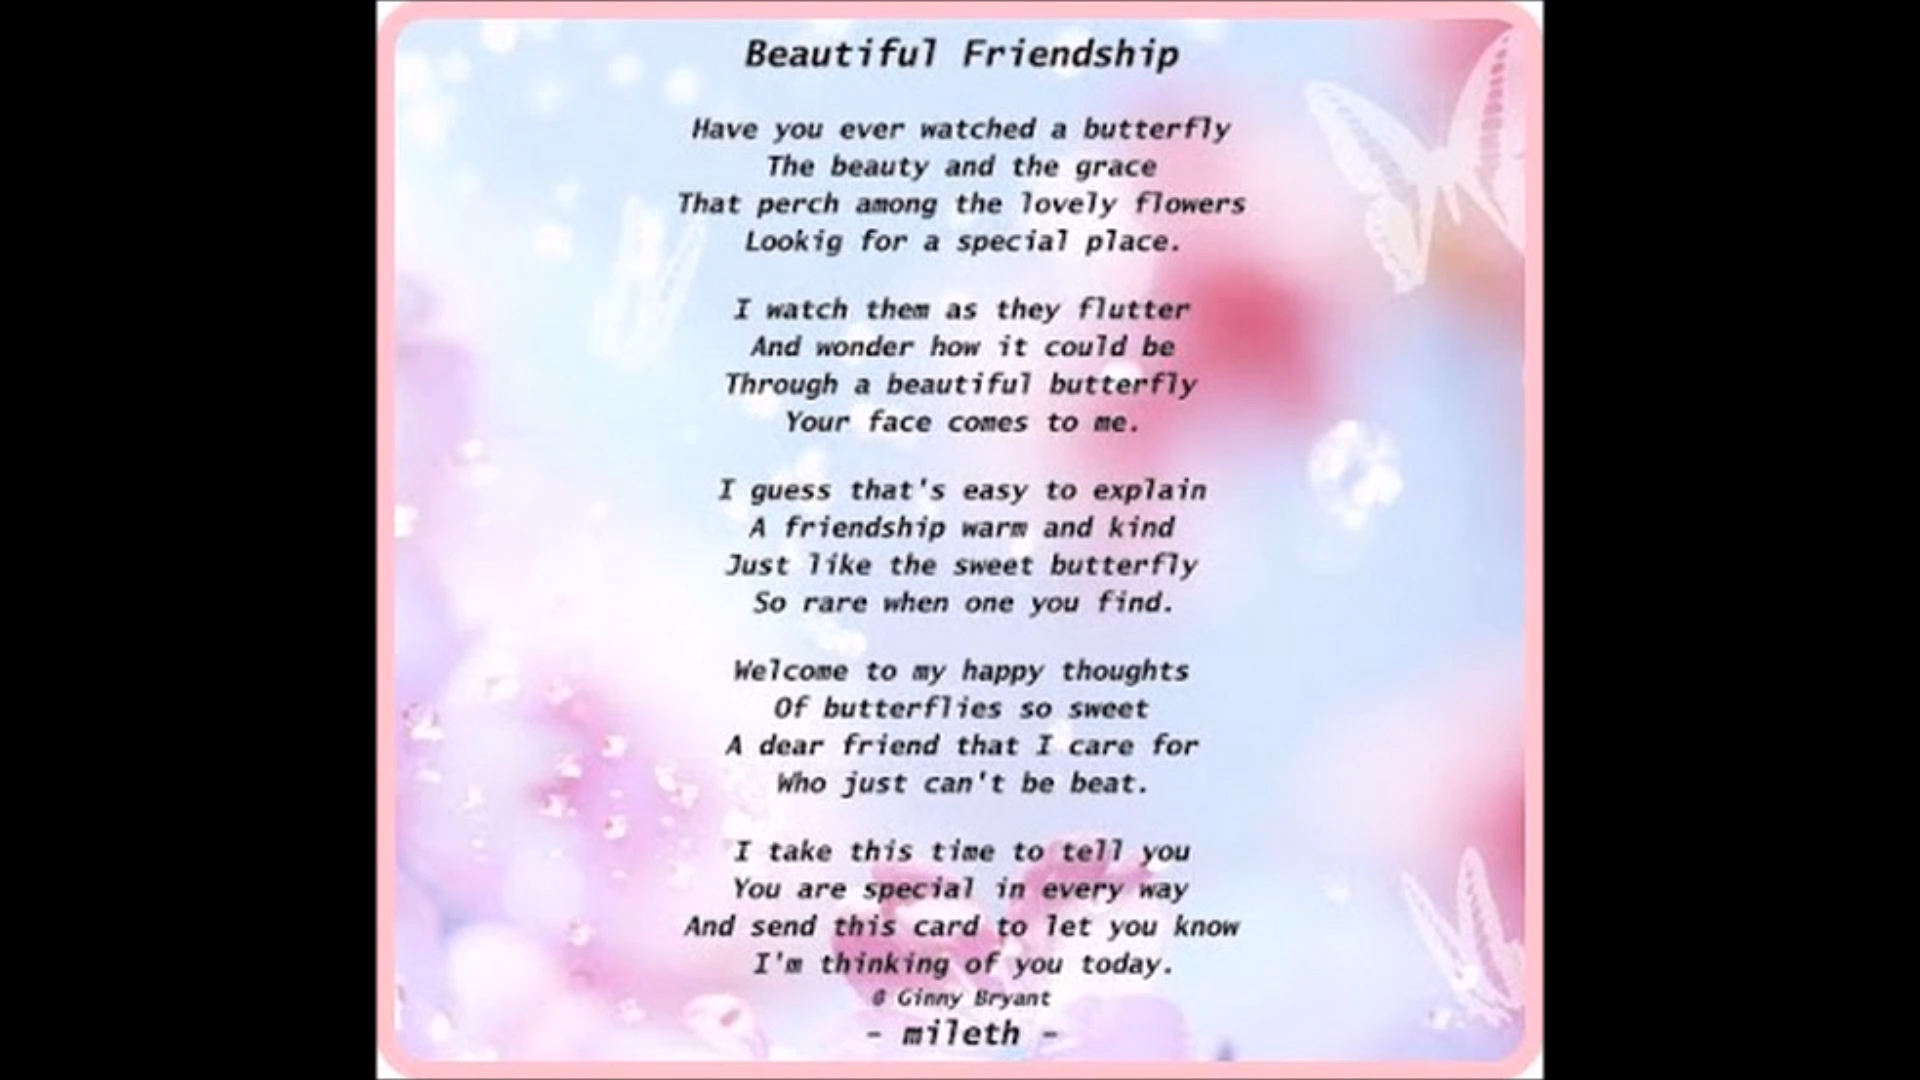 Beautiful Friendship
Have you ever watched a butterfly
The beauty and the grace
That perch among the lovely flowers
Lookig for a special place.
I watch them as they flutter
And wonder how it could be
Through a beautiful butterfly
Your face comes to me.
I guess that's easy to explain
A friendship warm and kind
Just like the sweet butterfly
So rare when one you find.
Welcome to my happy thoughts
Of butterflies so sweet
A dear friend that I care for
Who just can't be beat.
I take this time to tell you
You are special in every way
And send this card to let you know
I'm thinking of you today.
@ Ginny Bryant
- mileth -